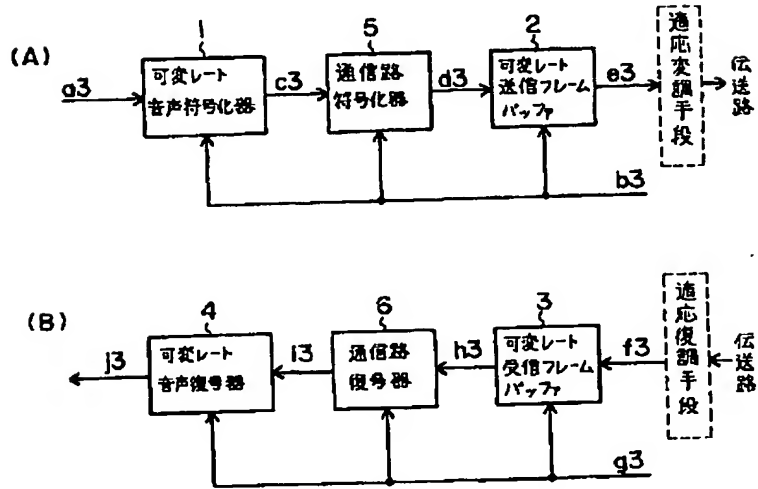 (A)
1
可変レート
音声符号化器
5
通信路
符号化器
2
可変レート
送信フレーム
バッファ
適応変調手段
伝送路
a3
c3
d3
e3
b3
(B)
4
可変レート
音声復号器
6
通信路
復号器
3
可変レート
受信フレーム
バッファ
適応復調手段
伝送路
j3
i3
h3
f3
g3